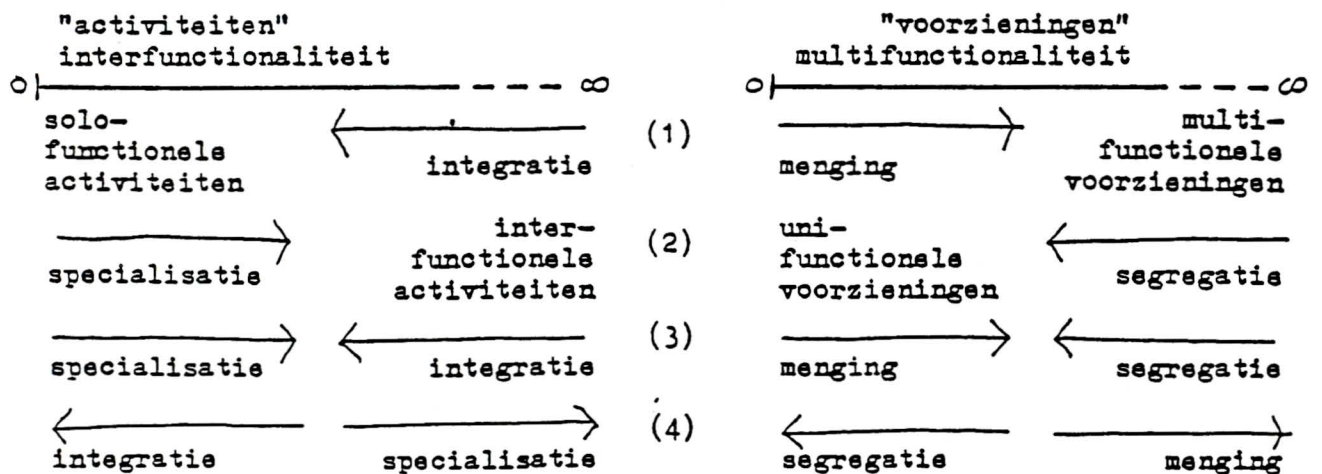 "activiteiten" "voorzieningen"
interfunctionaliteit multifunctionaliteit
0 ∞ 0 ∞
solo- (1) multi-
functionele functionele
integratie menging
activiteiten voorzieningen
inter- (2) uni-
specialisatie functionele functionele segregatie
activiteiten voorzieningen
(3)
specialisatie integratie menging segregatie
(4)
integratie specialisatie segregatie menging